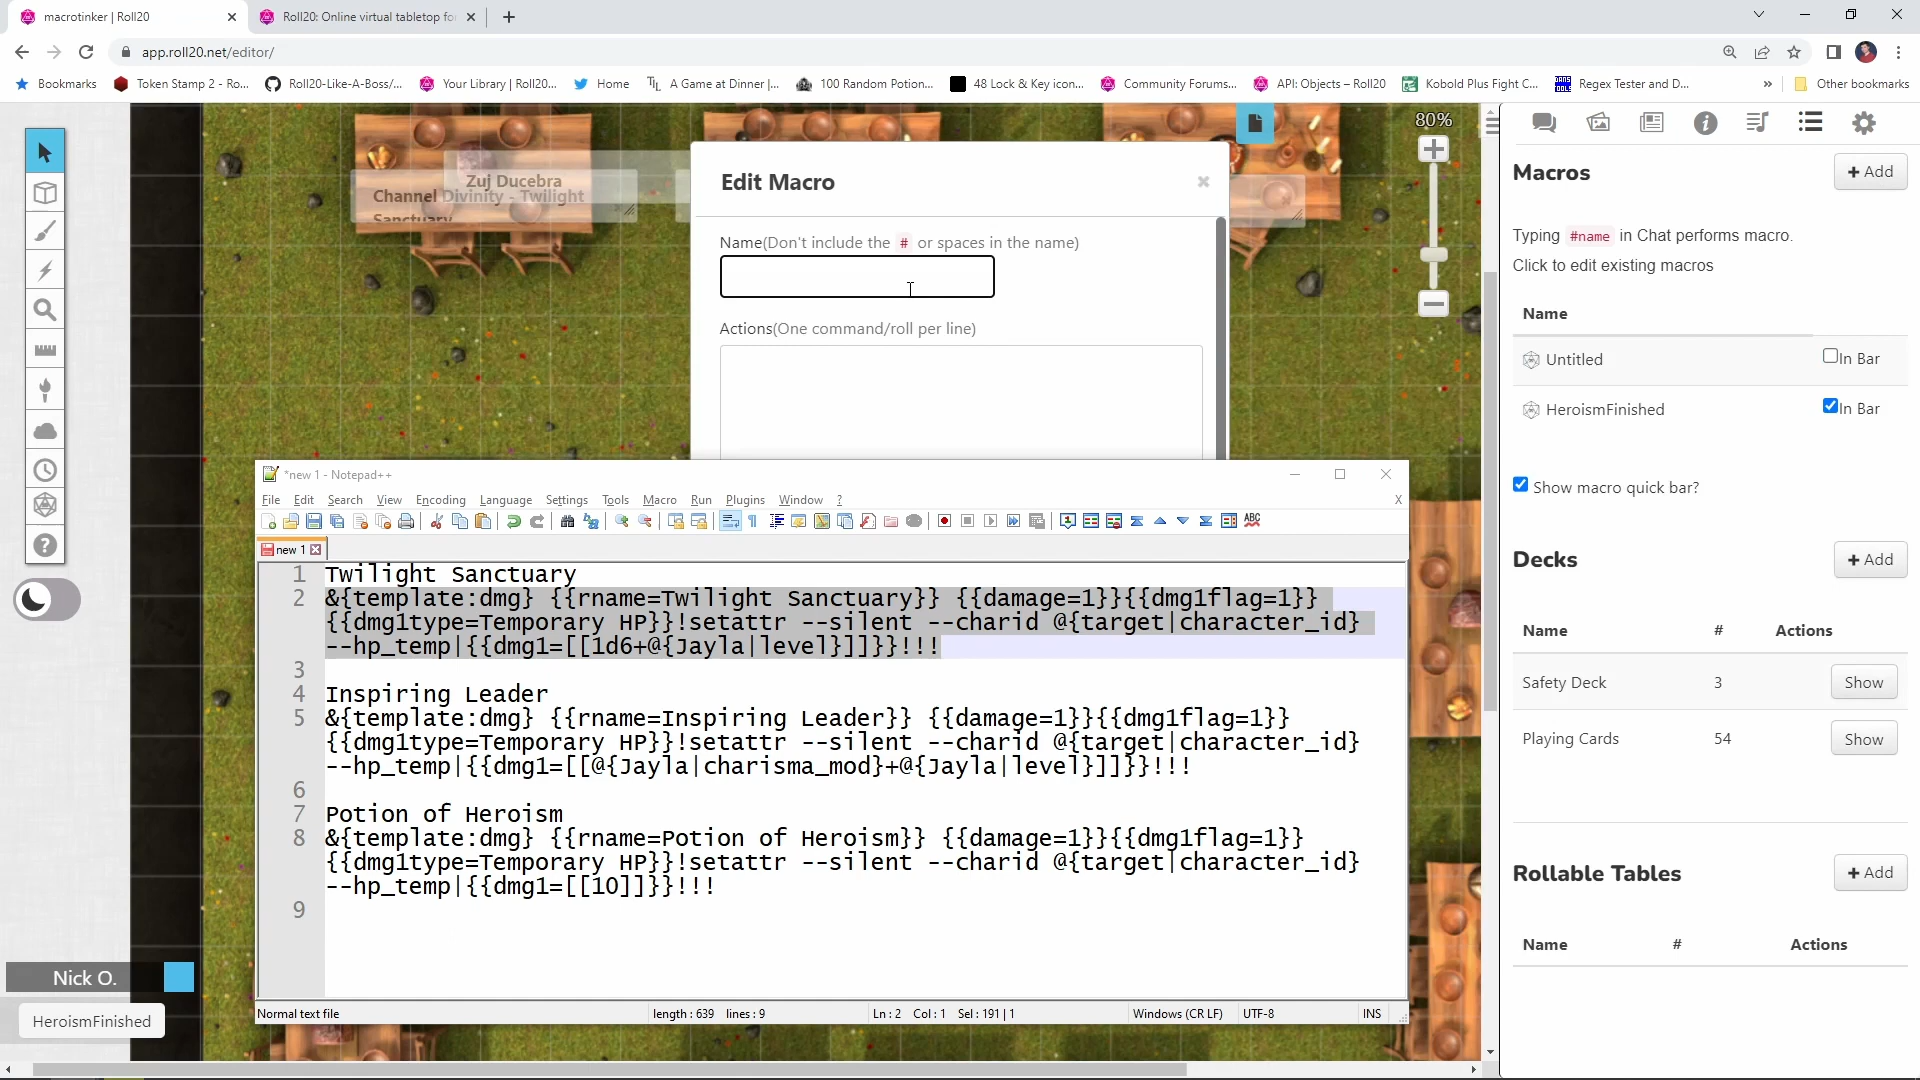 macrotinker | Roll20
Roll20: Online virtual tabletop fo
app.roll20.net/editor/
Bookmarks
Token Stamp 2 - Ro...
Roll20-Like-A-Boss/...
Your Library | Roll20...
Home
TL
A Game at Dinner |...
100 Random Potion...
48 Lock & Key icon...
Community Forums...
API: Objects – Roll20
Kobold Plus Fight C...
Regex Tester and D...
»
Other bookmarks
80%
Zuj Ducebra
Channel Divinity - Twilight
Sanctuary
Edit Macro
Name(Don't include the # or spaces in the name)
Actions(One command/roll per line)
*new 1 - Notepad++
File Edit Search View Encoding Language Settings Tools Macro Run Plugins Window ?
X
ABC
new 1
1 Twilight Sanctuary
2 &{template:dmg} {{rname=Twilight Sanctuary}} {{damage=1}}{{dmg1flag=1}}
{{dmg1type=Temporary HP}}!setattr --silent --charid @{target|character_id}
--hp_temp|{{dmg1=[[1d6+@{Jayla|level}]]}}!!!
3
4 Inspiring Leader
5 &{template:dmg} {{rname=Inspiring Leader}} {{damage=1}}{{dmg1flag=1}}
{{dmg1type=Temporary HP}}!setattr --silent --charid @{target|character_id}
--hp_temp|{{dmg1=[[@{Jayla|charisma_mod}+@{Jayla|level}]]}}!!!
6
7 Potion of Heroism
8 &{template:dmg} {{rname=Potion of Heroism}} {{damage=1}}{{dmg1flag=1}}
{{dmg1type=Temporary HP}}!setattr --silent --charid @{target|character_id}
--hp_temp|{{dmg1=[[10]]}}!!!
9
Normal text file
length : 639 lines : 9
Ln : 2 Col : 1 Sel : 191 | 1
Windows (CR LF)
UTF-8
INS
Nick O.
HeroismFinished
Macros
+ Add
Typing #name in Chat performs macro.
Click to edit existing macros
Name
Untitled
In Bar
HeroismFinished
In Bar
Show macro quick bar?
Decks
+ Add
Name # Actions
Safety Deck 3 Show
Playing Cards 54 Show
Rollable Tables
+ Add
Name # Actions